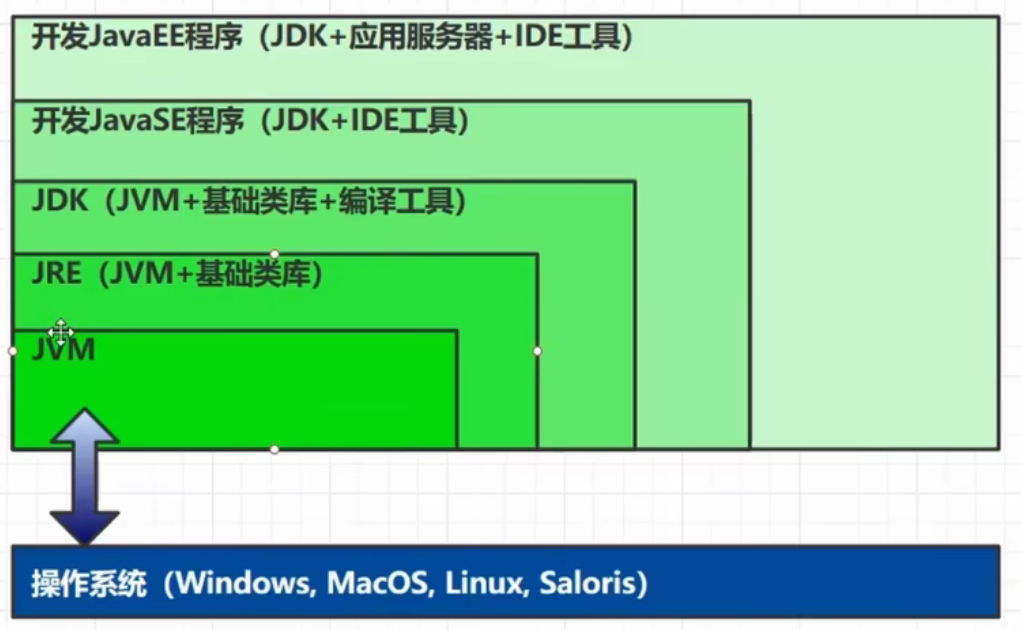 开发JavaEE程序（JDK+应用服务器+IDE工具）
开发JavaSE程序（JDK+IDE工具）
JDK（JVM+基础类库+编译工具）
JRE（JVM+基础类库）
JVM
操作系统（Windows, MacOS, Linux, Saloris）